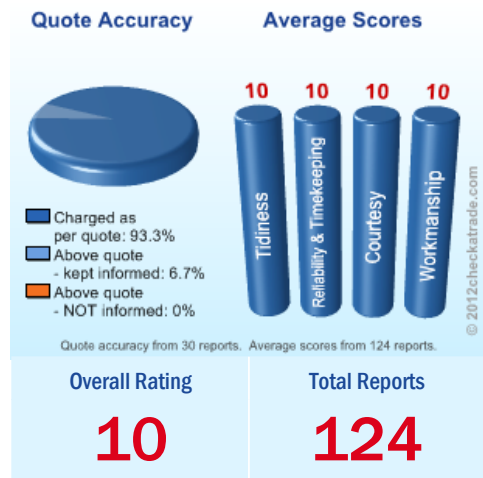 Quote Accuracy
Average Scores
10 10 10 10
Tidiness
Reliability & Timekeeping
Courtesy
Workmanship
Charged as
per quote: 93.3%
Above quote
- kept informed: 6.7%
Above quote
- NOT informed: 0%
© 2012checkatrade.com
Quote accuracy from 30 reports. Average scores from 124 reports.
Overall Rating
10
Total Reports
124